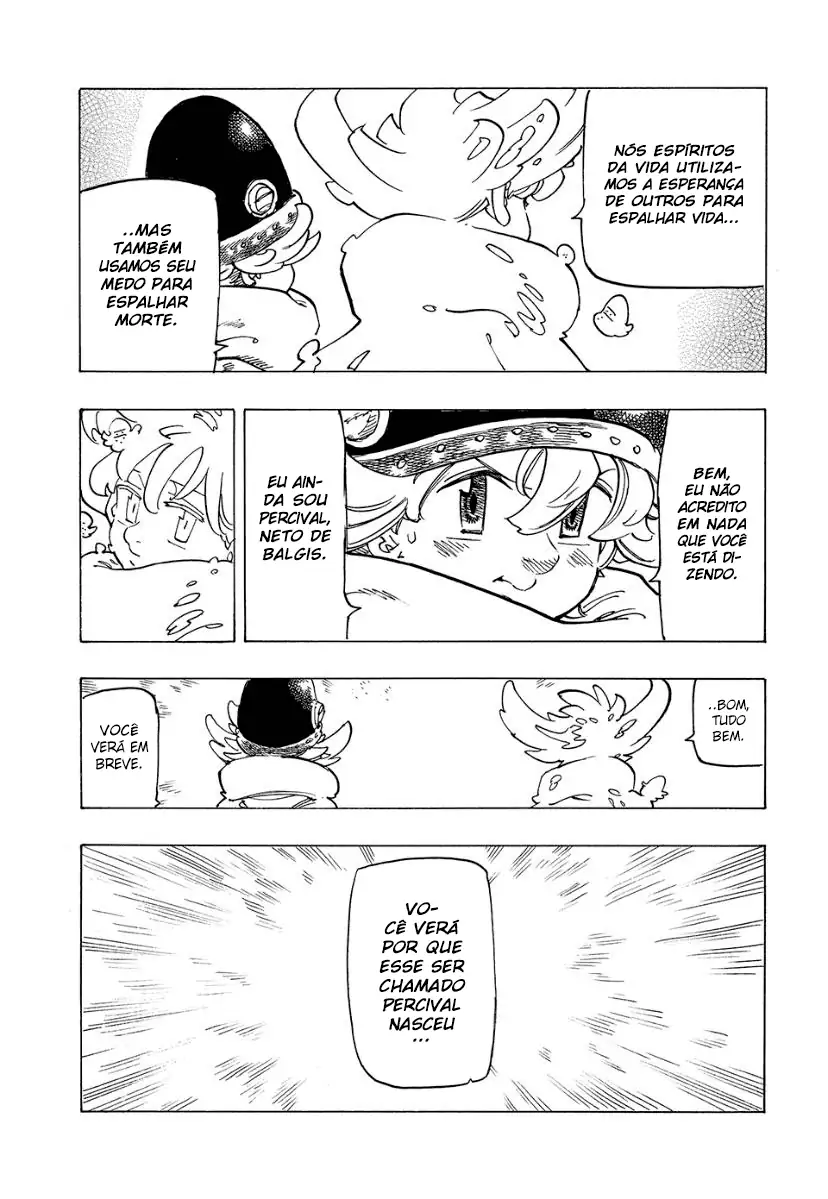 NÓS ESPÍRITOS
DA VIDA UTILIZA-
MOS A ESPERANÇA
DE OUTROS PARA
ESPALHAR VIDA...
..MAS
TAMBÉM
USAMOS SEU
MEDO PARA
ESPALHAR
MORTE.
BEM,
EU NÃO
ACREDITO
EM NADA
QUE VOCÊ
ESTÁ DI-
ZENDO.
EU AIN-
DA SOU
PERCIVAL,
NETO DE
BALGIS.
..BOM,
TUDO
BEM.
VOCÊ
VERÁ EM
BREVE.
VO-
CÊ VERÁ
POR QUE
ESSE SER
CHAMADO
PERCIVAL
NASCEU
...